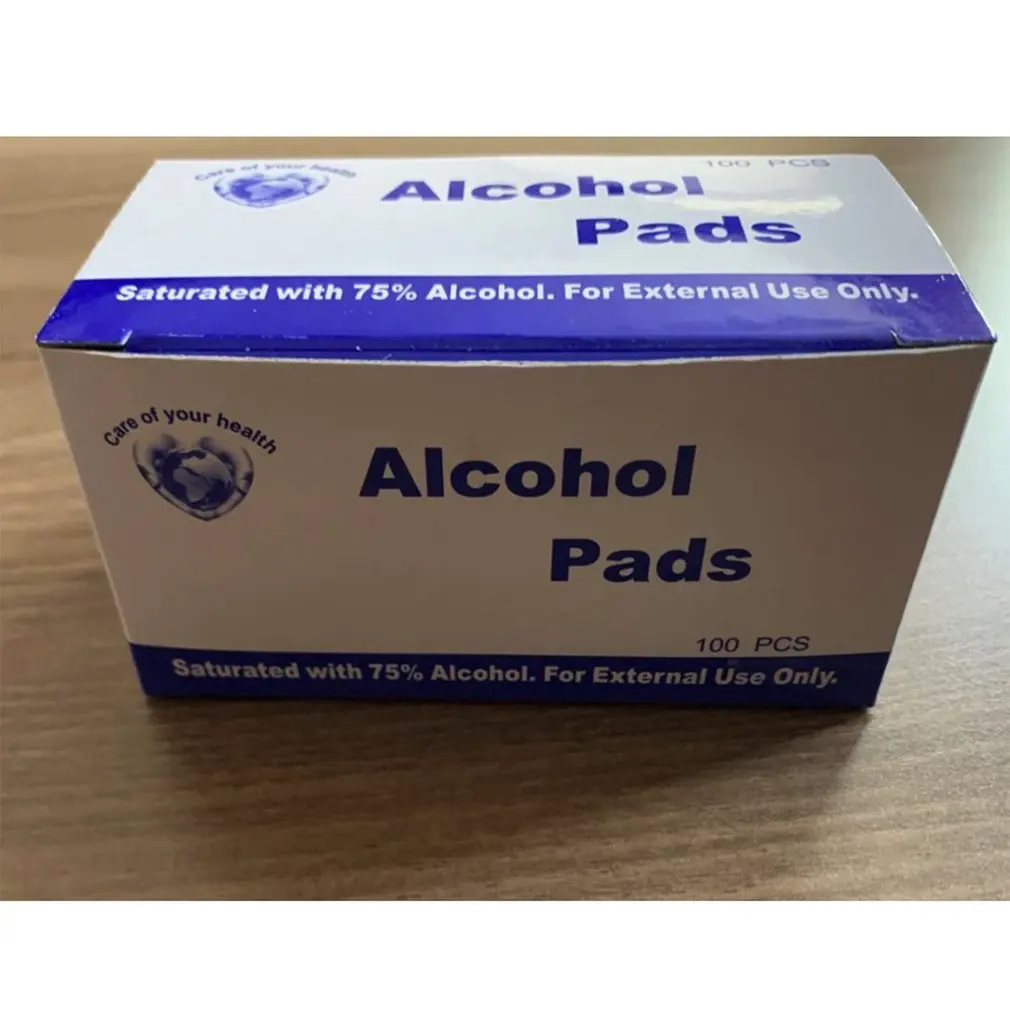 Care of your health
100 PCS
Alcohol
Pads
Saturated with 75% Alcohol. For External Use Only.
Care of your health
Alcohol
Pads
100 PCS
Saturated with 75% Alcohol. For External Use Only.